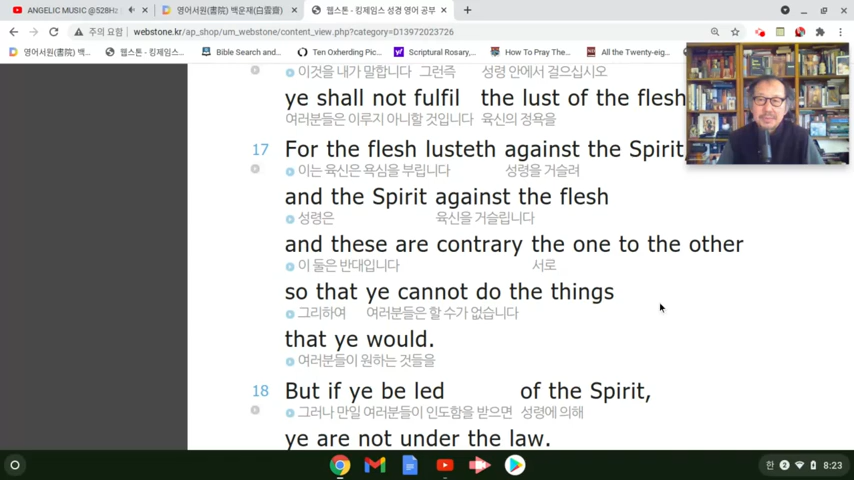 ANGELIC MUSIC @528Hz
영어서원(書院) 백운재(白雲齋)
웹스톤 - 킹제임스 성경 영어 공부
주의 요함
webstone.kr/ap_shop/um_webstone/content_view.php?category=D13972023726
영어서원(書院) 백...
웹스톤 - 킹제임스...
Bible Search and...
Ten Oxherding Pic...
Scriptural Rosary,...
How To Pray The...
All the Twenty-eig...
이것을 내가 말합니다 그런즉 성령 안에서 걸으십시오
ye shall not fulfil the lust of the flesh
여러분들은 이루지 아니할 것입니다 육신의 정욕을
17 For the flesh lusteth against the Spirit,
이는 육신은 욕심을 부립니다 성령을 거슬려
and the Spirit against the flesh
성령은 육신을 거슬립니다
and these are contrary the one to the other
이 둘은 반대입니다 서로
so that ye cannot do the things
그리하여 여러분들은 할 수가 없습니다
that ye would.
여러분들이 원하는 것들을
18 But if ye be led of the Spirit,
그러나 만일 여러분들이 인도함을 받으면 성령에 의해
ye are not under the law.
한 2 8:23